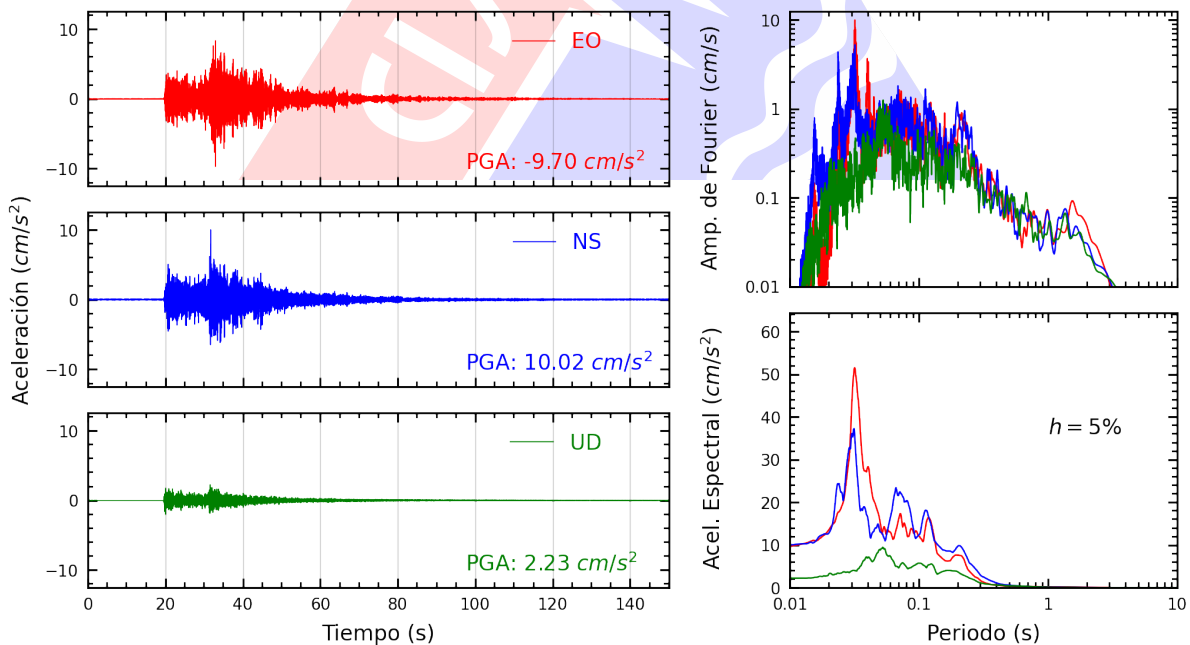 Aceleración (cm/s²)
10
0
−10
EO
PGA: -9.70 cm/s²
10
0
−10
NS
PGA: 10.02 cm/s²
10
0
−10
UD
PGA: 2.23 cm/s²
0 20 40 60 80 100 120 140
Tiempo (s)
Amp. de Fourier (cm/s)
10
1
0.1
0.01
Acel. Espectral (cm/s²)
60
50
40
30
20
10
0
h = 5%
0.01 0.1 1 10
Periodo (s)